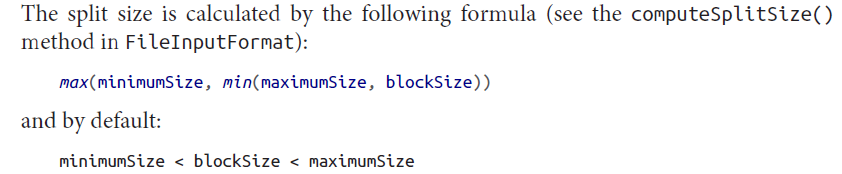 The split size is calculated by the following formula (see the computeSplitSize()
method in FileInputFormat):
max(minimumSize, min(maximumSize, blockSize))
and by default:
minimumSize < blockSize < maximumSize